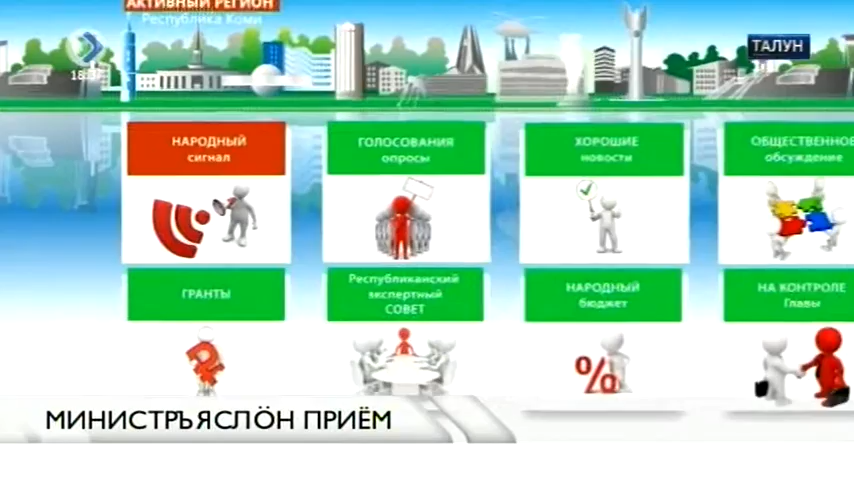 АКТИВНЫЙ РЕГИОН
Республика Коми
ТАЛУН
НАРОДНЫЙ
сигнал
ГОЛОСОВАНИЯ
опросы
ХОРОШИЕ
новости
ОБЩЕСТВЕННОЕ
обсуждение
ГРАНТЫ
Республиканский
экспертный
СОВЕТ
НАРОДНЫЙ
бюджет
НА КОНТРОЛЕ
Главы
МИНИСТРЪЯСЛӦН ПРИЁМ